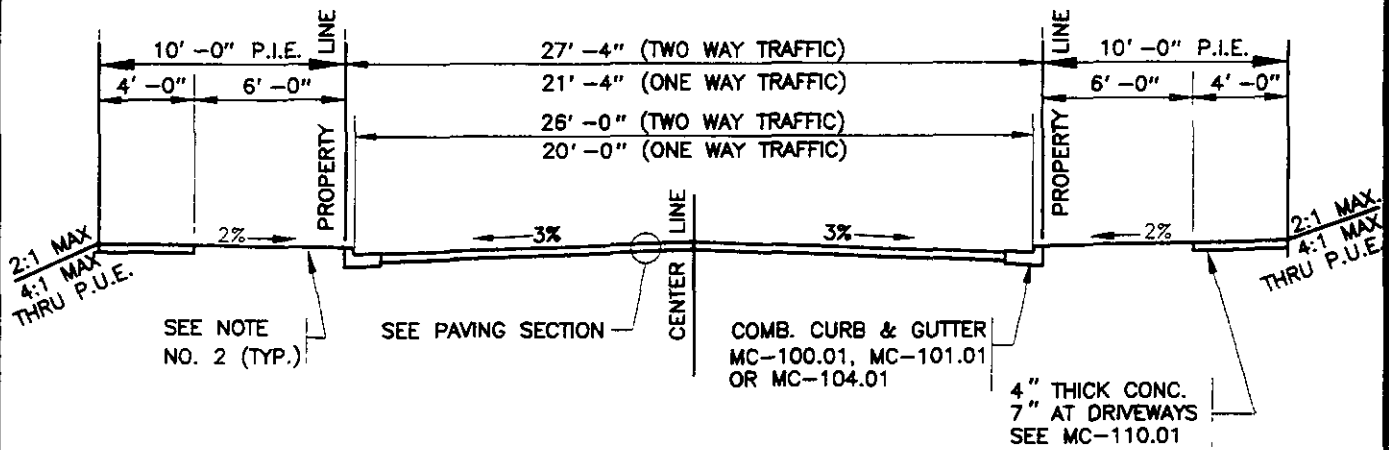 10'-0" P.I.E.
LINE
27'-4" (TWO WAY TRAFFIC)
LINE
10'-0" P.I.E.
4'-0"
6'-0"
21'-4" (ONE WAY TRAFFIC)
6'-0"
4'-0"
26'-0" (TWO WAY TRAFFIC)
20'-0" (ONE WAY TRAFFIC)
PROPERTY
PROPERTY
LINE
2:1 MAX
4:1 MAX
THRU P.U.E.
2%
3%
3%
2%
2:1 MAX.
4:1 MAX
THRU P.U.E.
SEE NOTE
NO. 2 (TYP.)
SEE PAVING SECTION
CENTER
COMB. CURB & GUTTER
MC-100.01, MC-101.01
OR MC-104.01
4" THICK CONC.
7" AT DRIVEWAYS
SEE MC-110.01